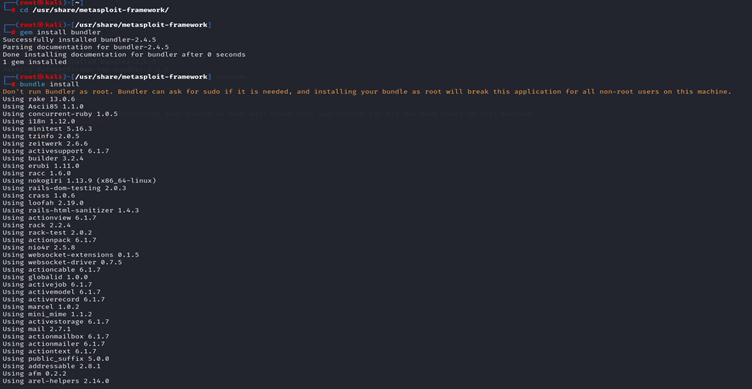 ┌──(root㉿kali)-[~]
└─# cd /usr/share/metasploit-framework/
┌──(root㉿kali)-[/usr/share/metasploit-framework]
└─# gem install bundler
Successfully installed bundler-2.4.5
Parsing documentation for bundler-2.4.5
Done installing documentation for bundler after 0 seconds
1 gem installed
┌──(root㉿kali)-[/usr/share/metasploit-framework]
└─# bundle install
Don't run Bundler as root. Bundler can ask for sudo if it is needed, and installing your bundle as root will break this application for all non-root users on this machine.
Using rake 13.0.6
Using Ascii85 1.1.0
Using concurrent-ruby 1.0.5
Using i18n 1.12.0
Using minitest 5.16.3
Using tzinfo 2.0.5
Using zeitwerk 2.6.6
Using activesupport 6.1.7
Using builder 3.2.4
Using erubi 1.11.0
Using racc 1.6.0
Using nokogiri 1.13.9 (x86_64-linux)
Using rails-dom-testing 2.0.3
Using crass 1.0.6
Using loofah 2.19.0
Using rails-html-sanitizer 1.4.3
Using actionview 6.1.7
Using rack 2.2.4
Using rack-test 2.0.2
Using actionpack 6.1.7
Using nio4r 2.5.8
Using websocket-extensions 0.1.5
Using websocket-driver 0.7.5
Using actioncable 6.1.7
Using globalid 1.0.0
Using activejob 6.1.7
Using activemodel 6.1.7
Using activerecord 6.1.7
Using marcel 1.0.2
Using mini_mime 1.1.2
Using activestorage 6.1.7
Using mail 2.7.1
Using actionmailbox 6.1.7
Using actionmailer 6.1.7
Using actiontext 6.1.7
Using public_suffix 5.0.0
Using addressable 2.8.1
Using afm 0.2.2
Using arel-helpers 2.14.0